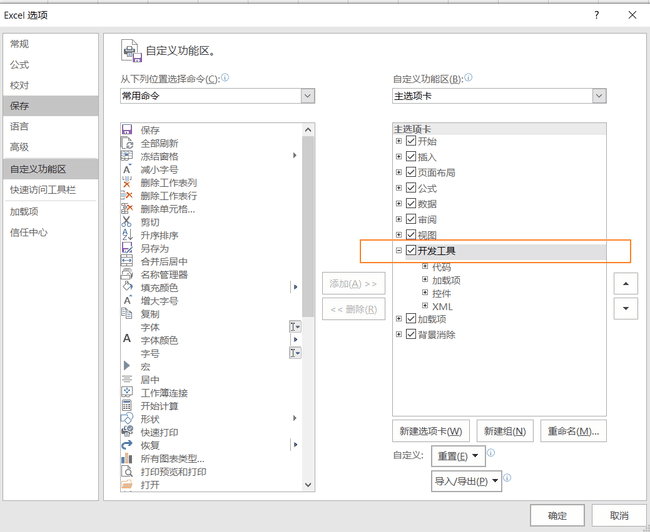 Excel 选项
?
常规
公式
校对
保存
语言
高级
自定义功能区
快速访问工具栏
加载项
信任中心
自定义功能区。
从下列位置选择命令(C):
常用命令
保存
全部刷新
冻结窗格
减小字号
删除工作表列
删除工作表行
删除单元格...
剪切
升序排序
另存为
合并后居中
名称管理器
填充颜色
增大字号
复制
字体
字体颜色
字号
宏
居中
工作簿连接
开始计算
形状
快速打印
恢复
所有图表类型...
打印预览和打印
打开
添加(A) >>
<< 删除(R)
自定义功能区(B):
主选项卡
主选项卡
开始
插入
页面布局
公式
数据
审阅
视图
开发工具
代码
加载项
控件
XML
加载项
背景消除
新建选项卡(W)
新建组(N)
重命名(M)...
自定义:
重置(E)
导入/导出(P)
确定
取消